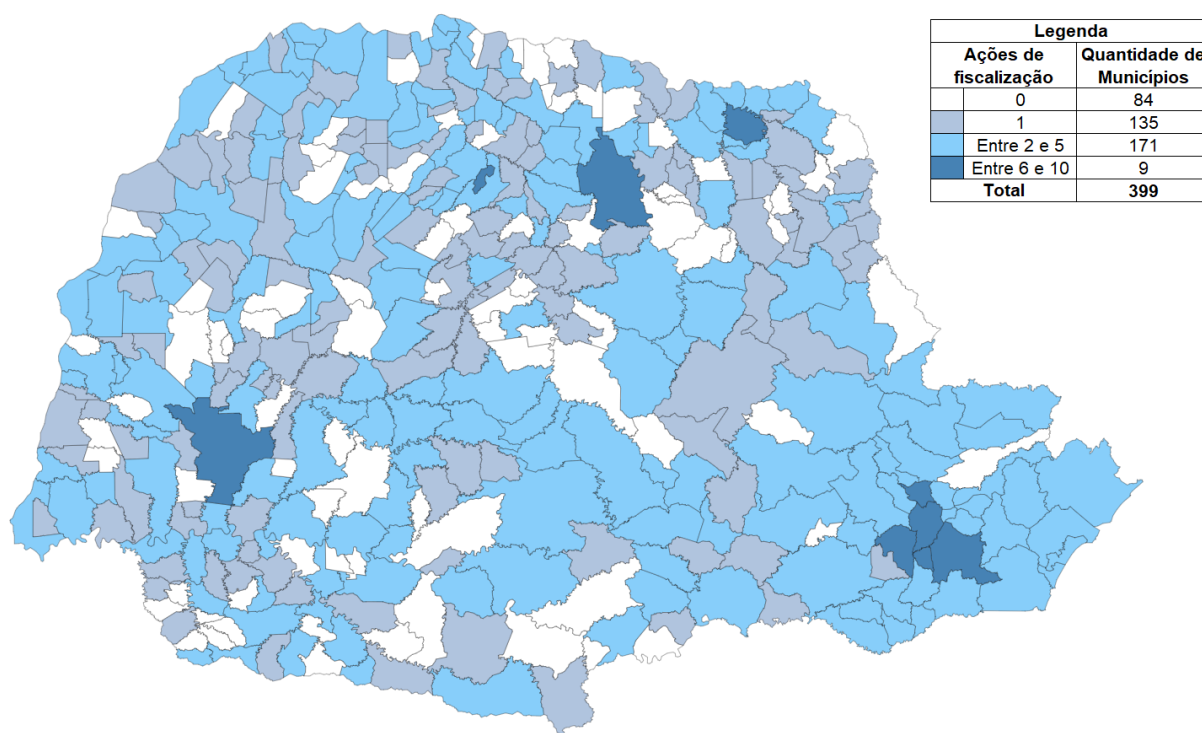 Legenda
Ações de fiscalização Quantidade de Municípios
0 84
1 135
Entre 2 e 5 171
Entre 6 e 10 9
Total 399